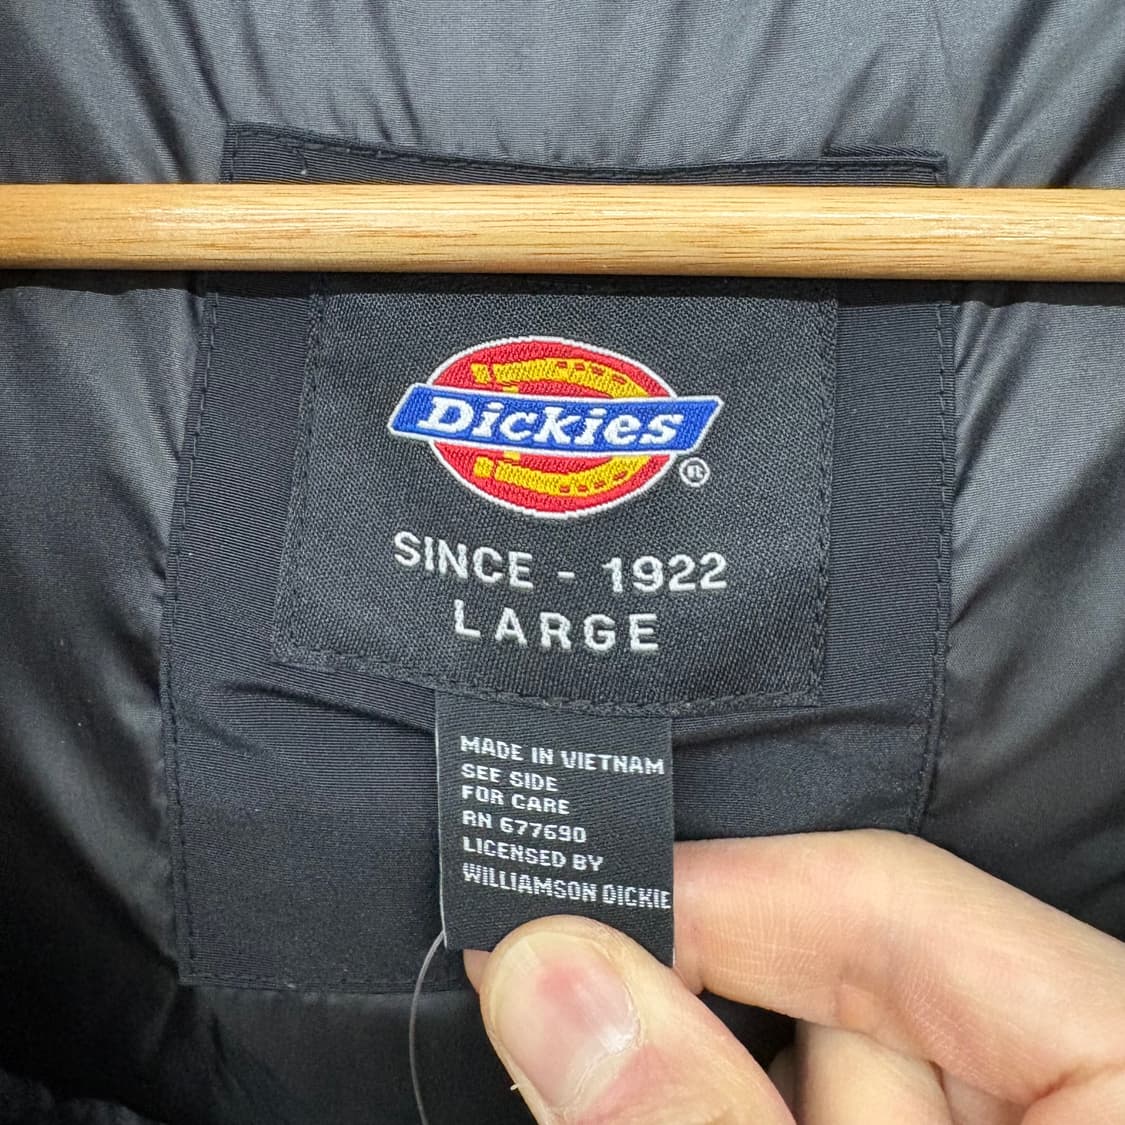 Dickies
®
SINCE - 1922
LARGE
MADE IN VIETNAM
SEE SIDE
FOR CARE
RN 677690
LICENSED BY
WILLIAMSON DICKIE